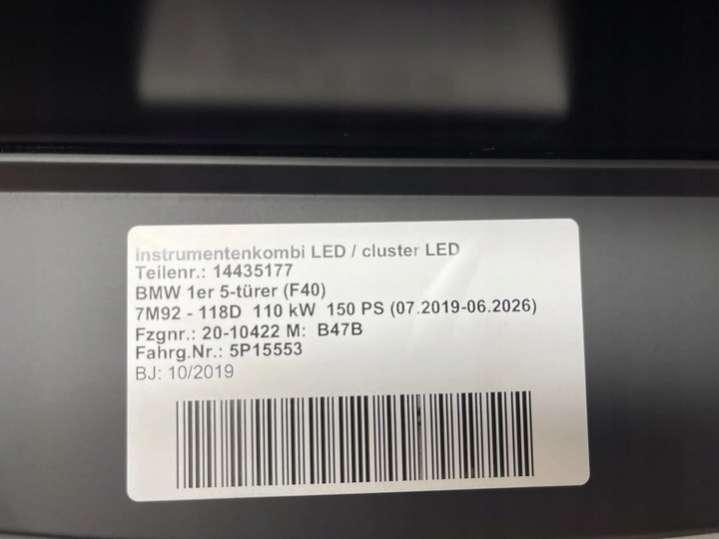 Instrumentenkombi LED / cluster LED
Teilenr.: 14435177
BMW 1er 5-türer (F40)
7M92 - 118D 110 kW 150 PS (07.2019-06.2026)
Fzgnr.: 20-10422 M: B47B
Fahrg.Nr.: 5P15553
BJ: 10/2019